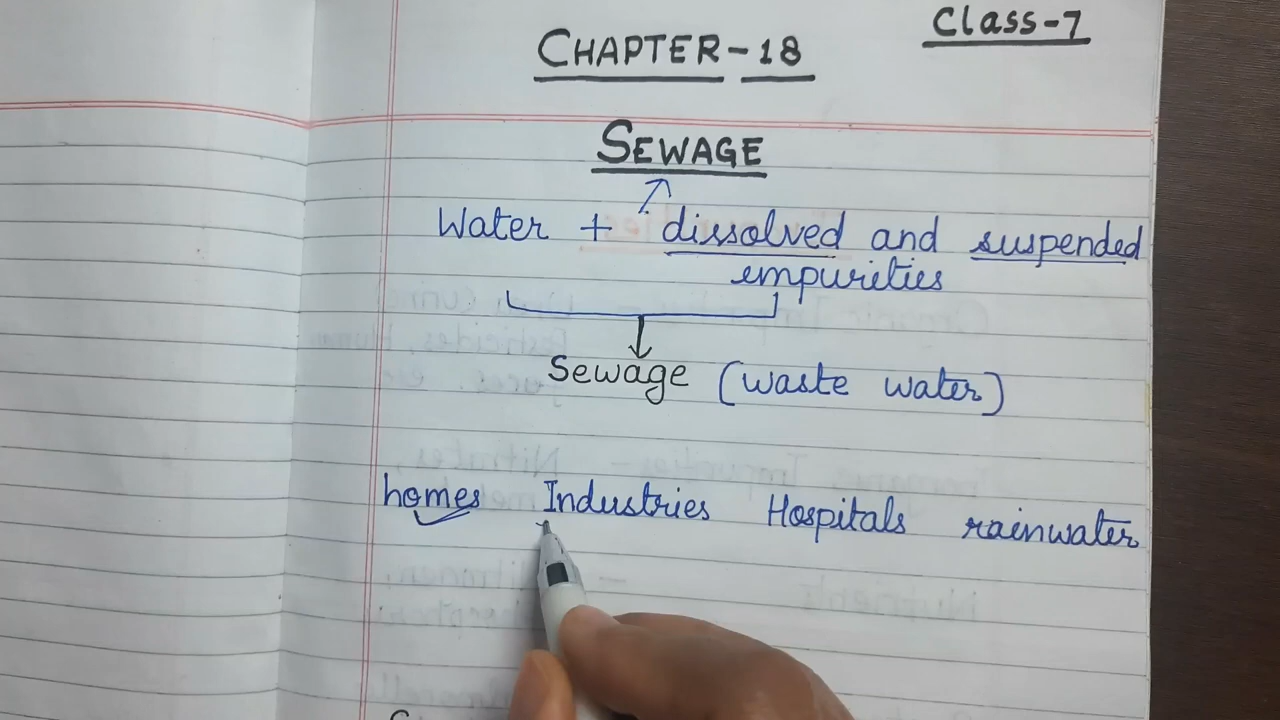 Class-7
CHAPTER-18
SEWAGE
Water + dissolved and suspended
empurities
Sewage (waste water)
homes Industries Hospitals rainwater